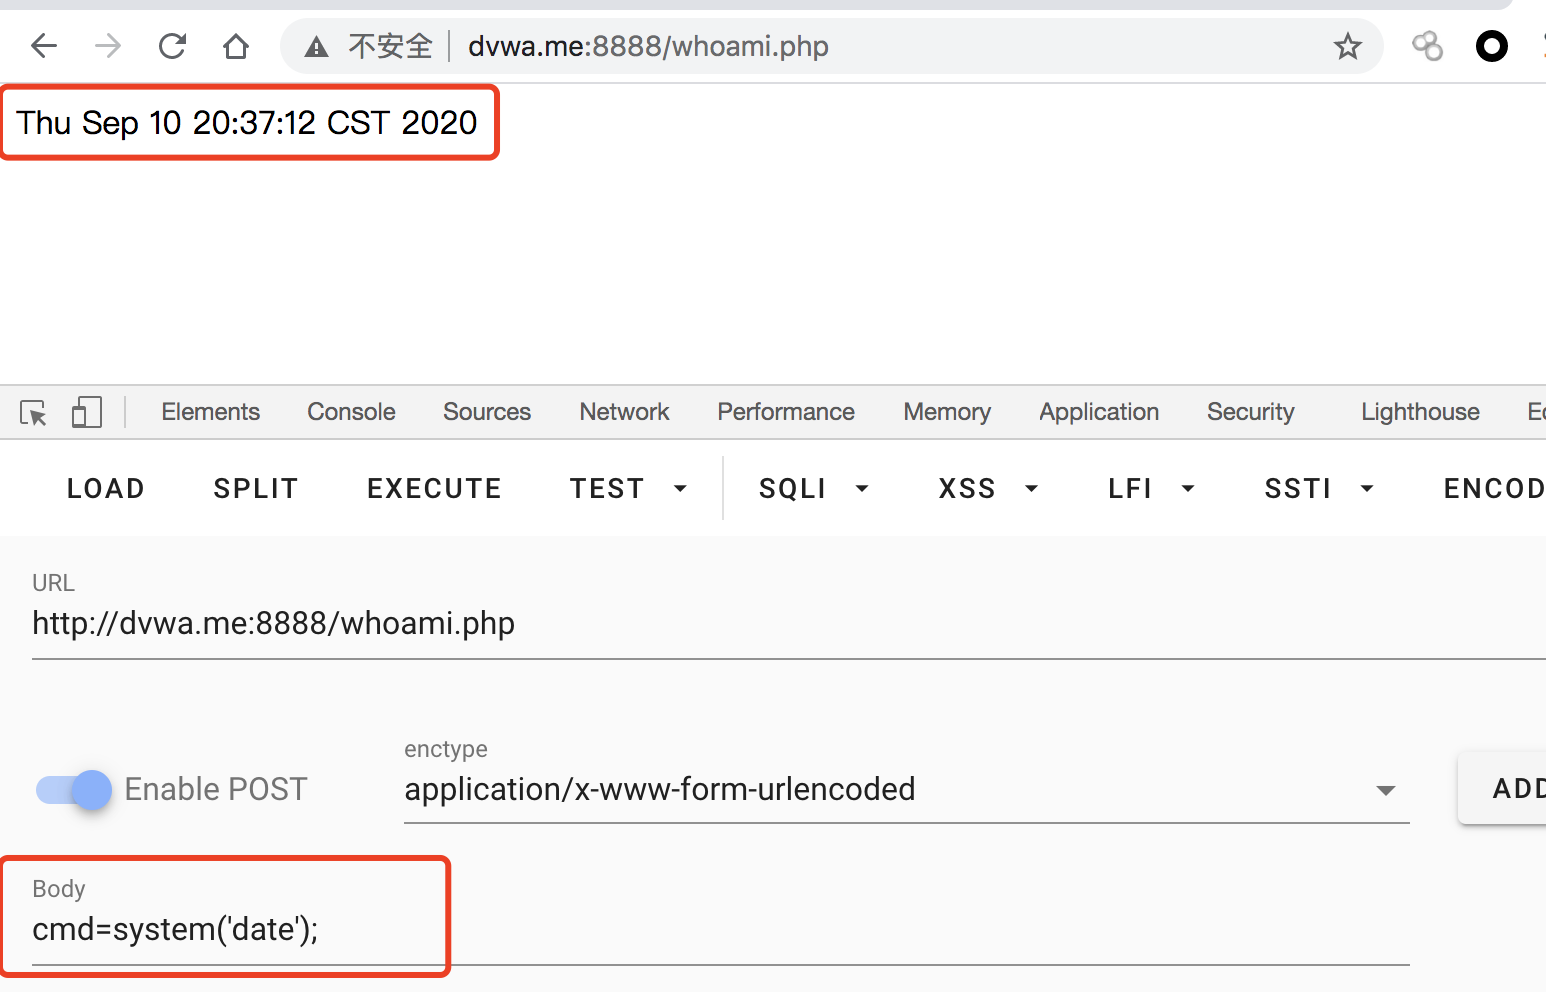 不安全 dvwa.me:8888/whoami.php
Thu Sep 10 20:37:12 CST 2020
Elements Console Sources Network Performance Memory Application Security Lighthouse
LOAD SPLIT EXECUTE TEST SQLI XSS LFI SSTI ENCOD
URL
http://dvwa.me:8888/whoami.php
enctype
Enable POST application/x-www-form-urlencoded ADD
Body
cmd=system('date');